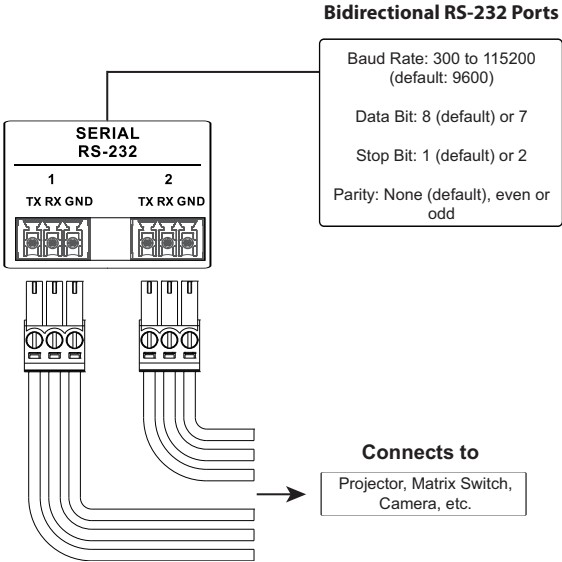 Bidirectional RS-232 Ports
Baud Rate: 300 to 115200
(default: 9600)
Data Bit: 8 (default) or 7
Stop Bit: 1 (default) or 2
Parity: None (default), even or
odd
SERIAL
RS-232
1 2
TX RX GND TX RX GND
Connects to
Projector, Matrix Switch,
Camera, etc.